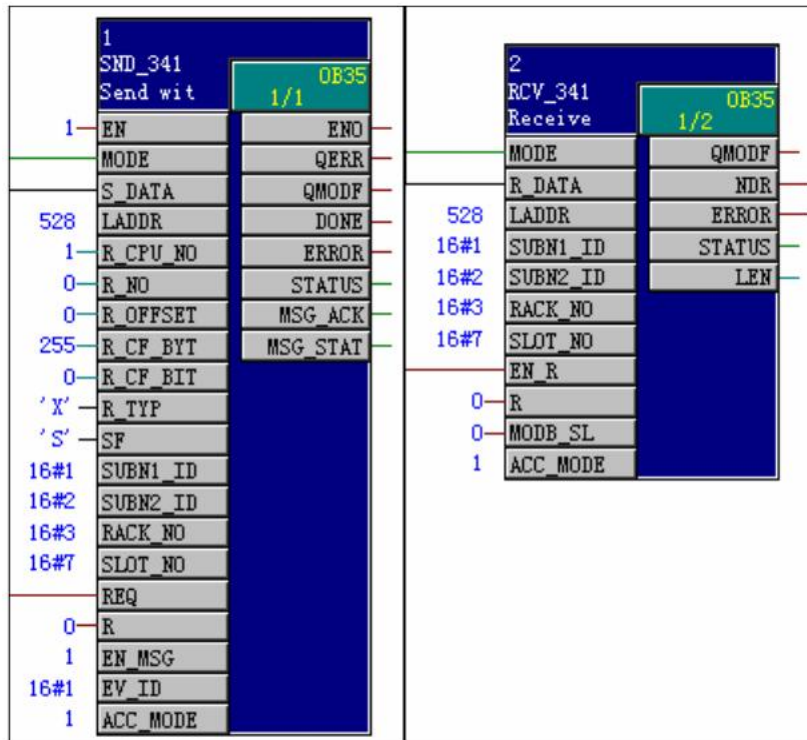 1
SND_341
Send wit
OB35
1/1
1 EN ENO
MODE QERR
S_DATA QMODF
528 LADDR DONE
1 R_CPU_NO ERROR
0 R_NO STATUS
0 R_OFFSET MSG_ACK
255 R_CF_BYT MSG_STAT
0 R_CF_BIT
'X' R_TYP
'S' SF
16#1 SUBN1_ID
16#2 SUBN2_ID
16#3 RACK_NO
16#7 SLOT_NO
REQ
0 R
1 EN_MSG
16#1 EV_ID
1 ACC_MODE
2
RCV_341
Receive
OB35
1/2
MODE QMODF
R_DATA NDR
528 LADDR ERROR
16#1 SUBN1_ID STATUS
16#2 SUBN2_ID LEN
16#3 RACK_NO
16#7 SLOT_NO
EN_R
0 R
0 MODB_SL
1 ACC_MODE